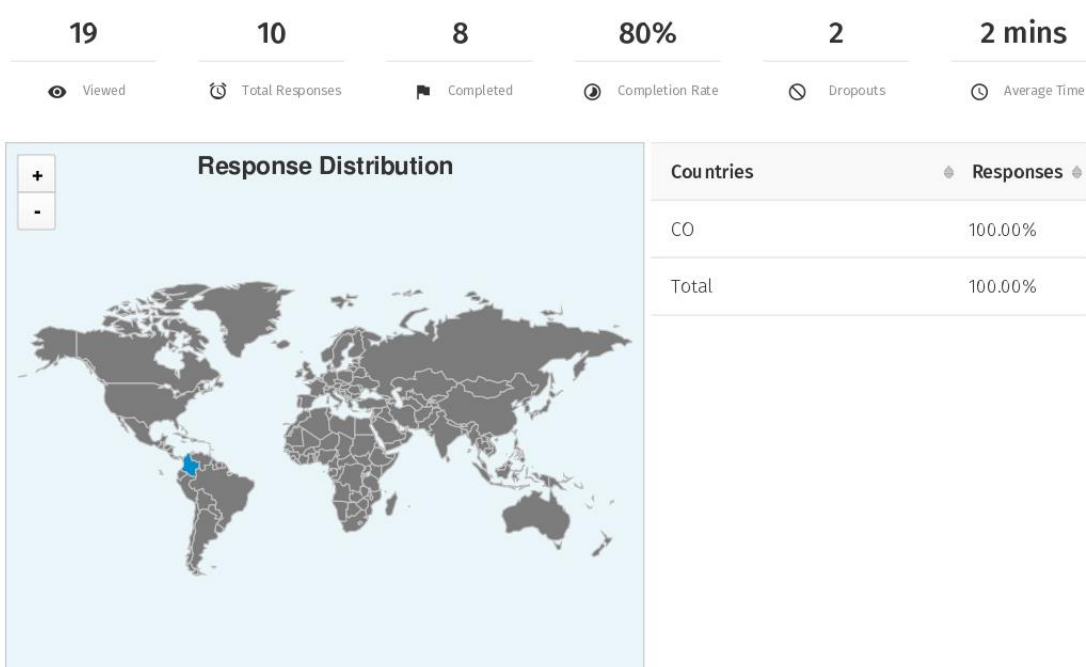 19 10 8 80% 2 2 mins
Viewed Total Responses Completed Completion Rate Dropouts Average Time
+
-
Response Distribution
Countries Responses
CO 100.00%
Total 100.00%